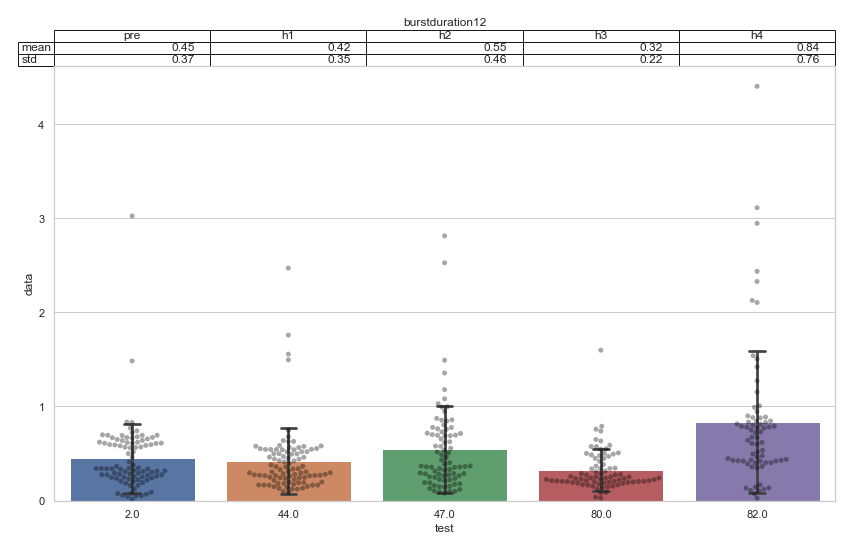 burstduration12
pre h1 h2 h3 h4
mean 0.45 0.42 0.55 0.32 0.84
std 0.37 0.35 0.46 0.22 0.76
4
3
data
2
1
0
2.0 44.0 47.0 80.0 82.0
test